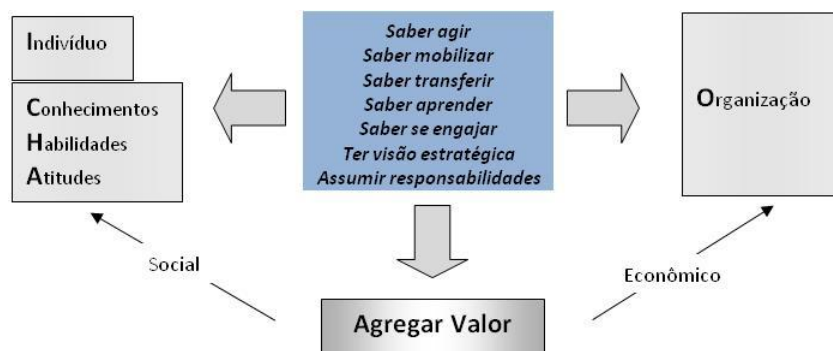 Indivíduo
Conhecimentos
Habilidades
Atitudes
Saber agir
Saber mobilizar
Saber transferir
Saber aprender
Saber se engajar
Ter visão estratégica
Assumir responsabilidades
Organização
Social
Econômico
Agregar Valor